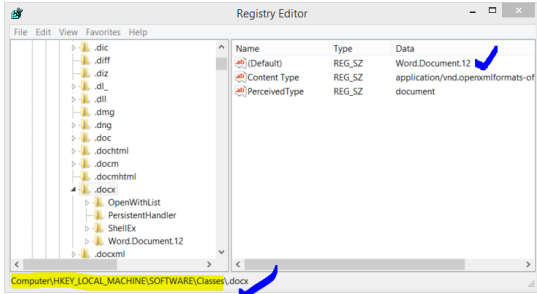 Registry Editor
File Edit View Favorites Help
.dic
.diff
.diz
.dl_
.dll
.dmg
.dng
.doc
.dochtml
.docm
.docmhtml
.docx
OpenWithList
PersistentHandler
ShellEx
Word.Document.12
.docxml
Name Type Data
(Default) REG_SZ Word.Document.12
Content Type REG_SZ application/vnd.openxmlformats-of
PerceivedType REG_SZ document
Computer\HKEY_LOCAL_MACHINE\SOFTWARE\Classes\.docx